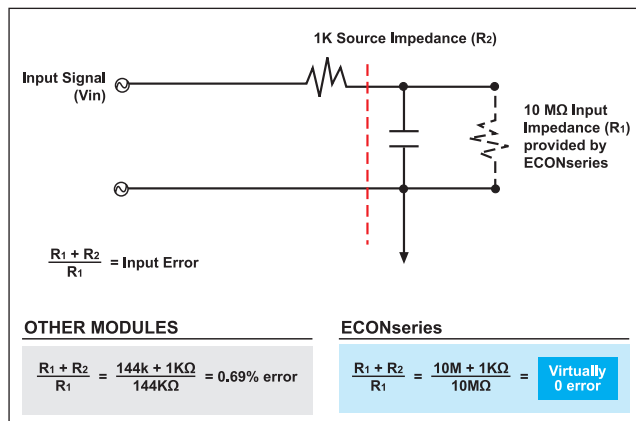 1K Source Impedance (R₂)
Input Signal
(Vin)
10 MΩ Input
Impedance (R₁)
provided by
ECONseries
R₁ + R₂
R₁
= Input Error
OTHER MODULES
R₁ + R₂
R₁
=
144k + 1KΩ
144KΩ
= 0.69% error
ECONseries
R₁ + R₂
R₁
=
10M + 1KΩ
10MΩ
=
Virtually
0 error